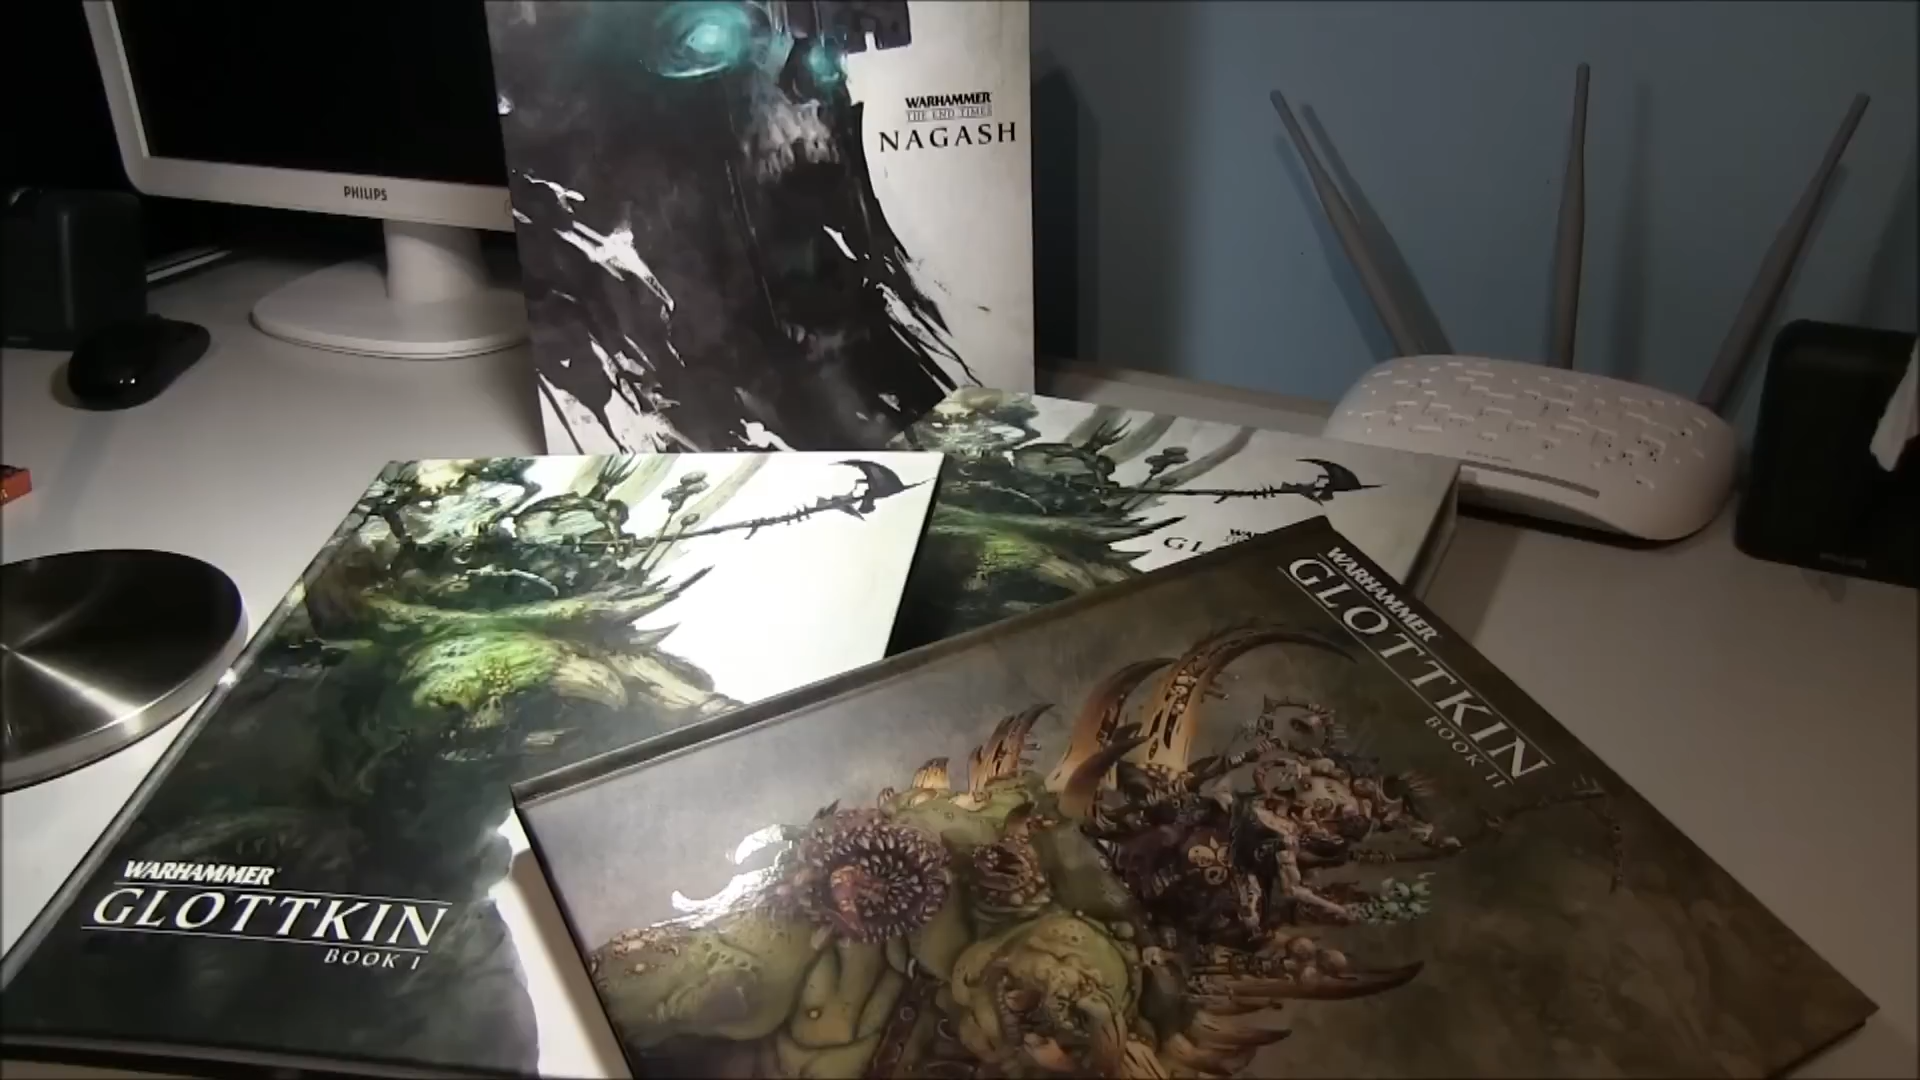 PHILIPS
WARHAMMER
THE END TIMES
NAGASH
WARHAMMER
GLOTTKIN
BOOK I
WARHAMMER
GLOTTKIN
BOOK II